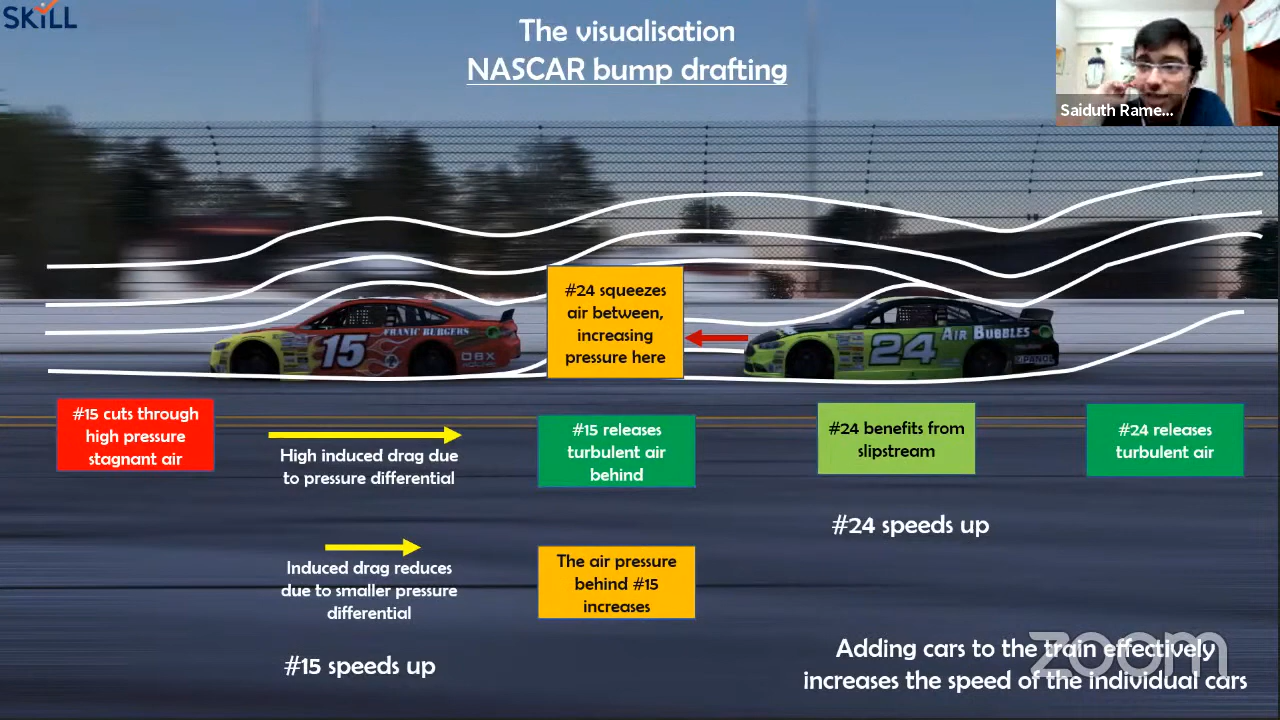 SKILL
The visualisation
NASCAR bump drafting
Saiduth Rame...
#24 squeezes
air between,
increasing
pressure here
FRANIC BURGERS
15
24
AIR BUBBLES
#15 cuts through
high pressure
stagnant air
High induced drag due
to pressure differential
#15 releases
turbulent air
behind
#24 benefits from
slipstream
#24 releases
turbulent air
#24 speeds up
Induced drag reduces
due to smaller pressure
differential
The air pressure
behind #15
increases
#15 speeds up
Adding cars to the train effectively
increases the speed of the individual cars
zoom